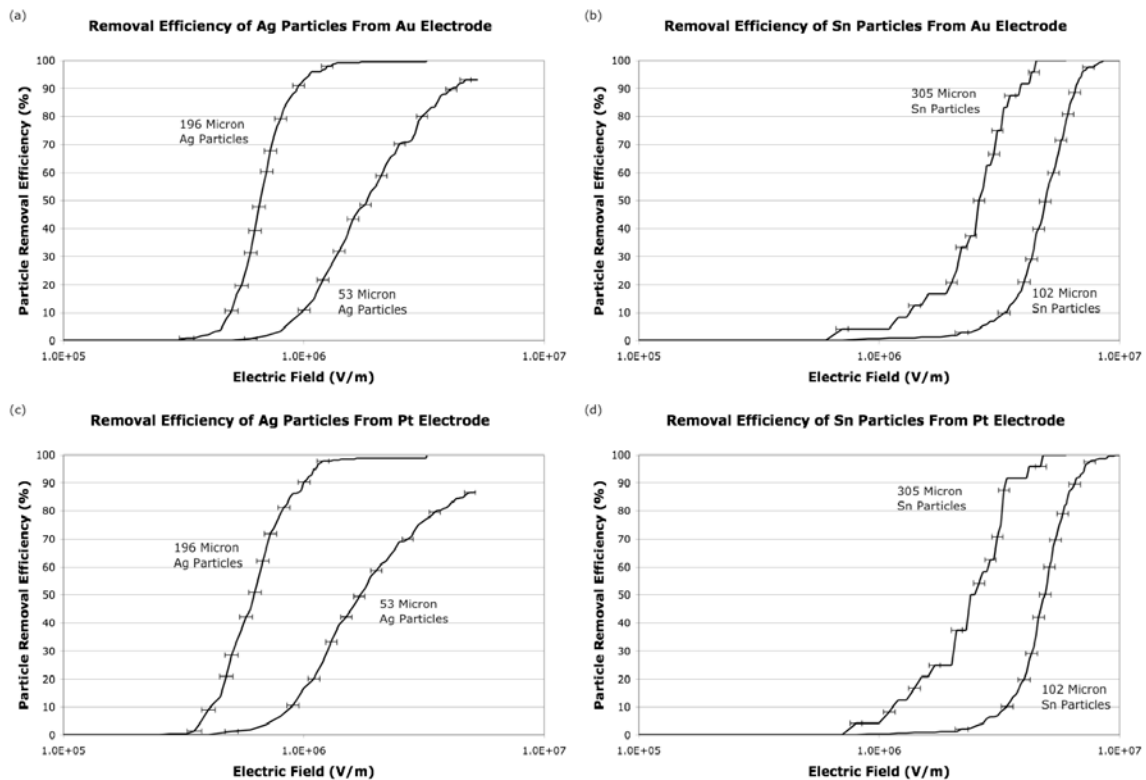 (a)
Removal Efficiency of Ag Particles From Au Electrode
Particle Removal Efficiency (%)
100
90
80
70
60
50
40
30
20
10
0
196 Micron
Ag Particles
53 Micron
Ag Particles
1.0E+05
1.0E+06
1.0E+07
Electric Field (V/m)
(b)
Removal Efficiency of Sn Particles From Au Electrode
Particle Removal Efficiency (%)
100
90
80
70
60
50
40
30
20
10
0
305 Micron
Sn Particles
102 Micron
Sn Particles
1.0E+05
1.0E+06
1.0E+07
Electric Field (V/m)
(c)
Removal Efficiency of Ag Particles From Pt Electrode
Particle Removal Efficiency (%)
100
90
80
70
60
50
40
30
20
10
0
196 Micron
Ag Particles
53 Micron
Ag Particles
1.0E+05
1.0E+06
1.0E+07
Electric Field (V/m)
(d)
Removal Efficiency of Sn Particles From Pt Electrode
Particle Removal Efficiency (%)
100
90
80
70
60
50
40
30
20
10
0
305 Micron
Sn Particles
102 Micron
Sn Particles
1.0E+05
1.0E+06
1.0E+07
Electric Field (V/m)